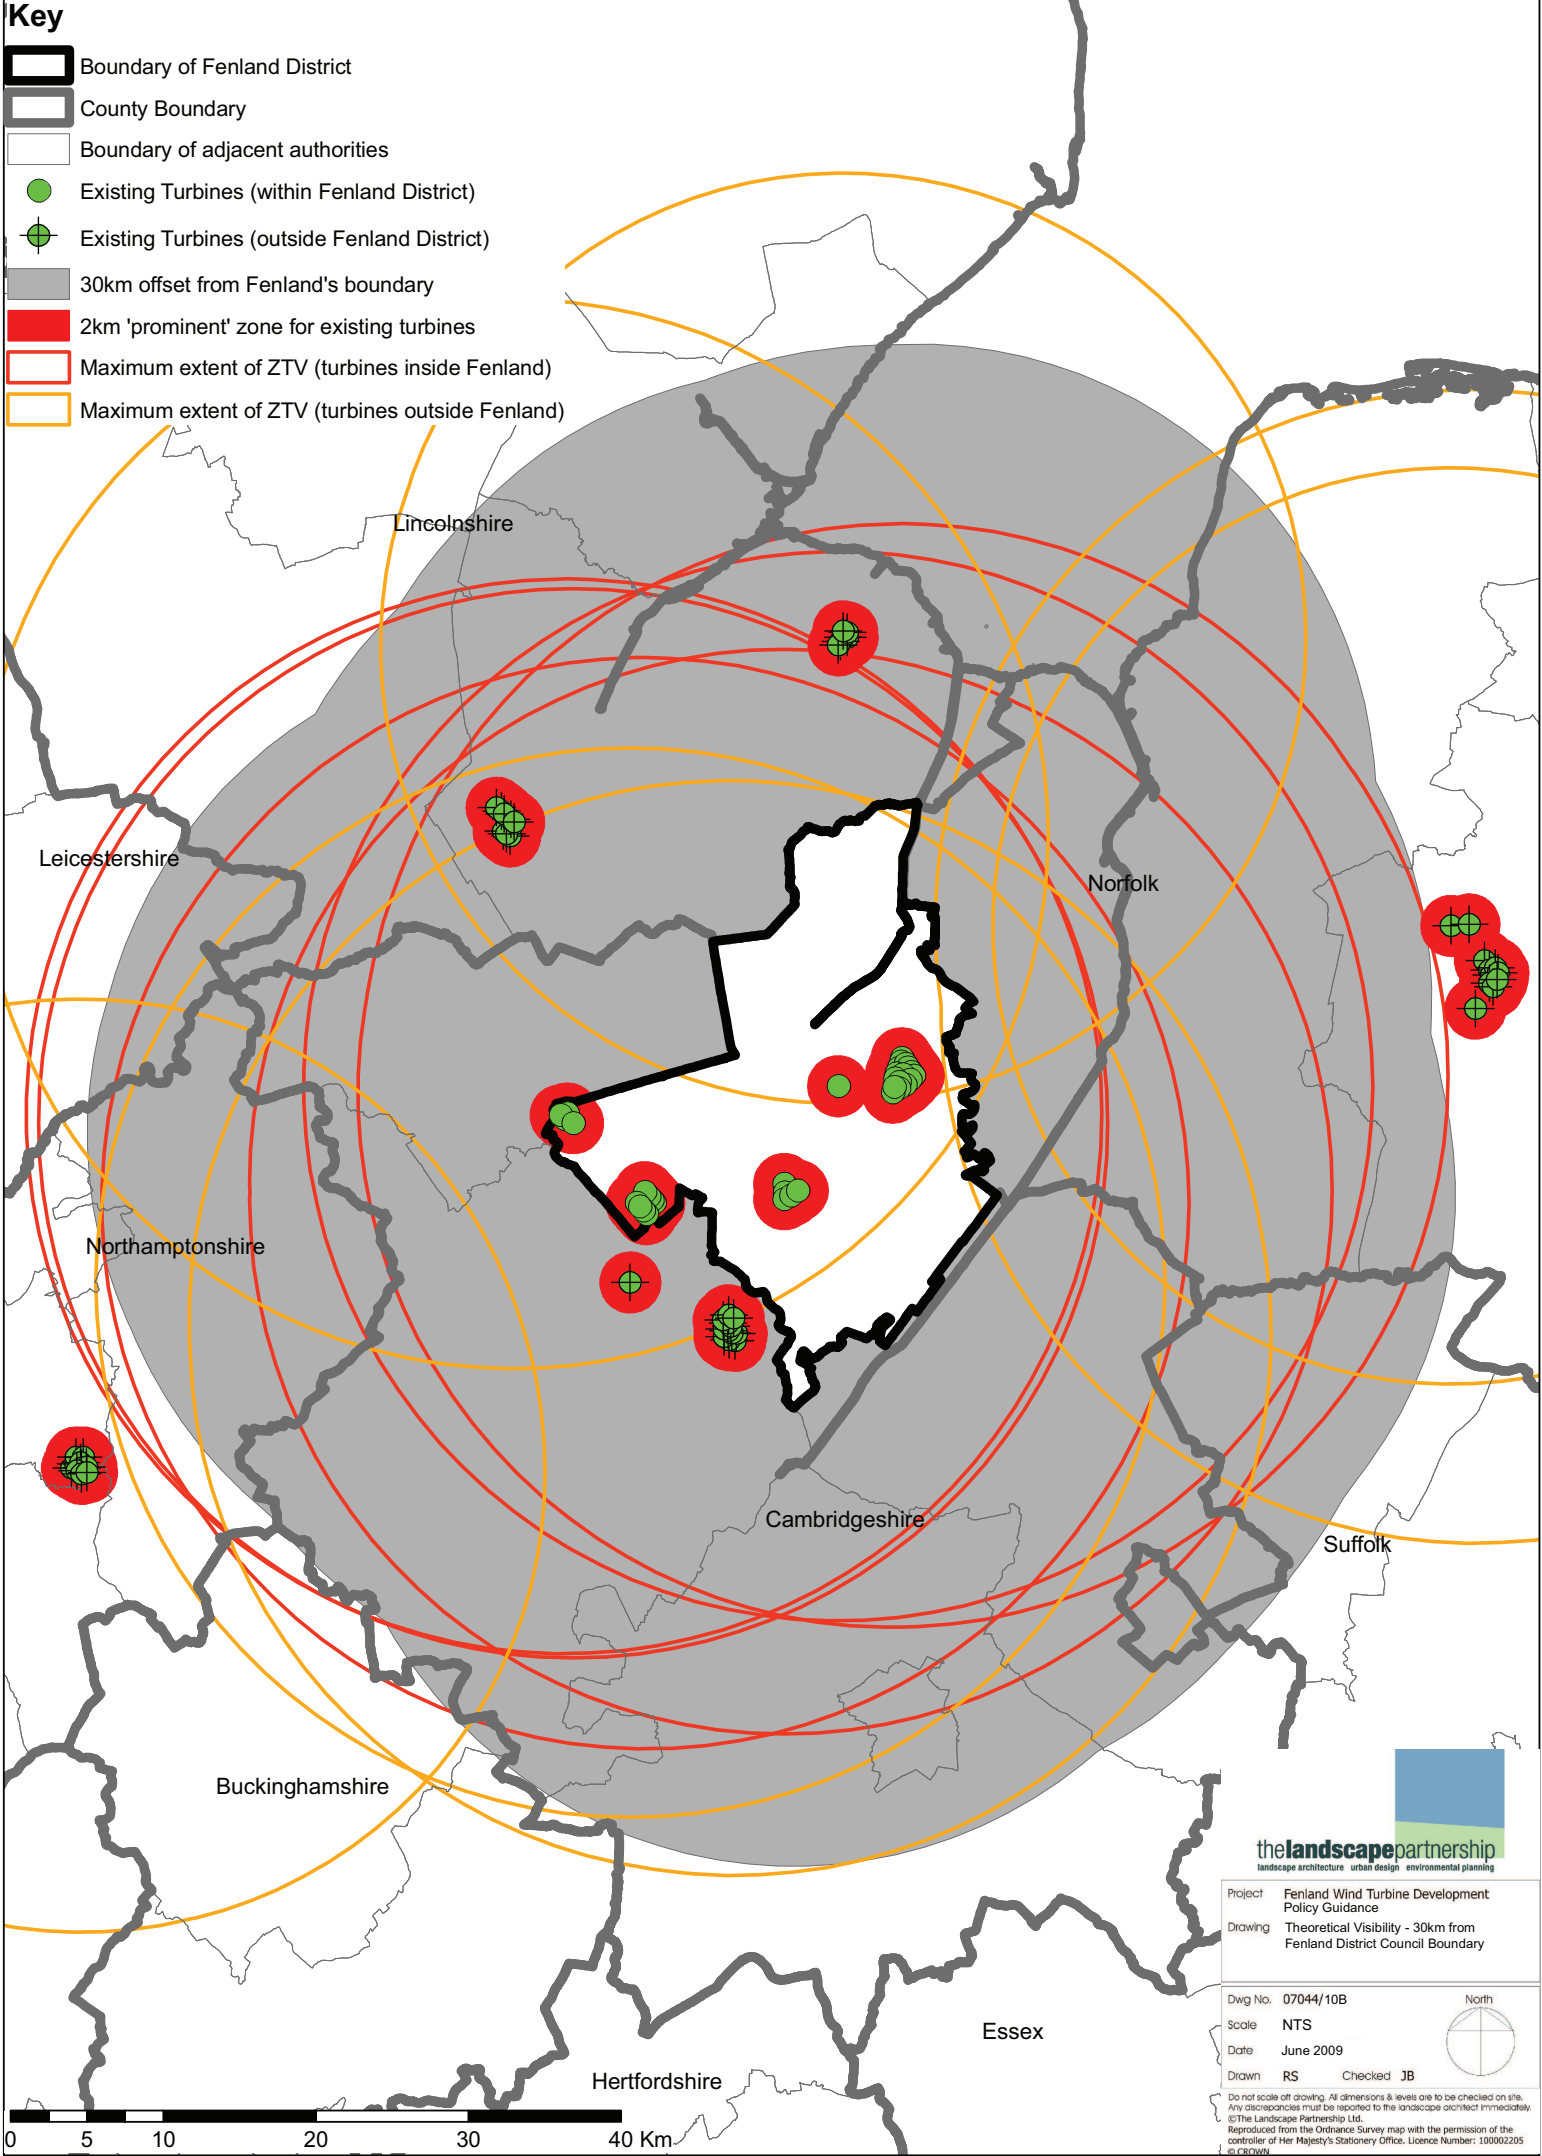 Key
Boundary of Fenland District
County Boundary
Boundary of adjacent authorities
Existing Turbines (within Fenland District)
Existing Turbines (outside Fenland District)
30km offset from Fenland's boundary
2km 'prominent' zone for existing turbines
Maximum extent of ZTV (turbines inside Fenland)
Maximum extent of ZTV (turbines outside Fenland)
Lincolnshire
Leicestershire
Norfolk
Northamptonshire
Cambridgeshire
Suffolk
Buckinghamshire
Essex
Hertfordshire
0 5 10 20 30 40 Km
thelandscapepartnership
landscape architecture urban design environmental planning
Project Fenland Wind Turbine Development
Policy Guidance
Drawing Theoretical Visibility - 30km from
Fenland District Council Boundary
Dwg No. 07044/10B North
Scale NTS
Date June 2009
Drawn RS Checked JB
Do not scale off drawing. All dimensions & levels are to be checked on site.
Any discrepancies must be reported to the landscape architect immediately.
©The Landscape Partnership Ltd.
Reproduced from the Ordnance Survey map with the permission of the
controller of Her Majesty's Stationery Office. Licence Number: 100002205
© CROWN